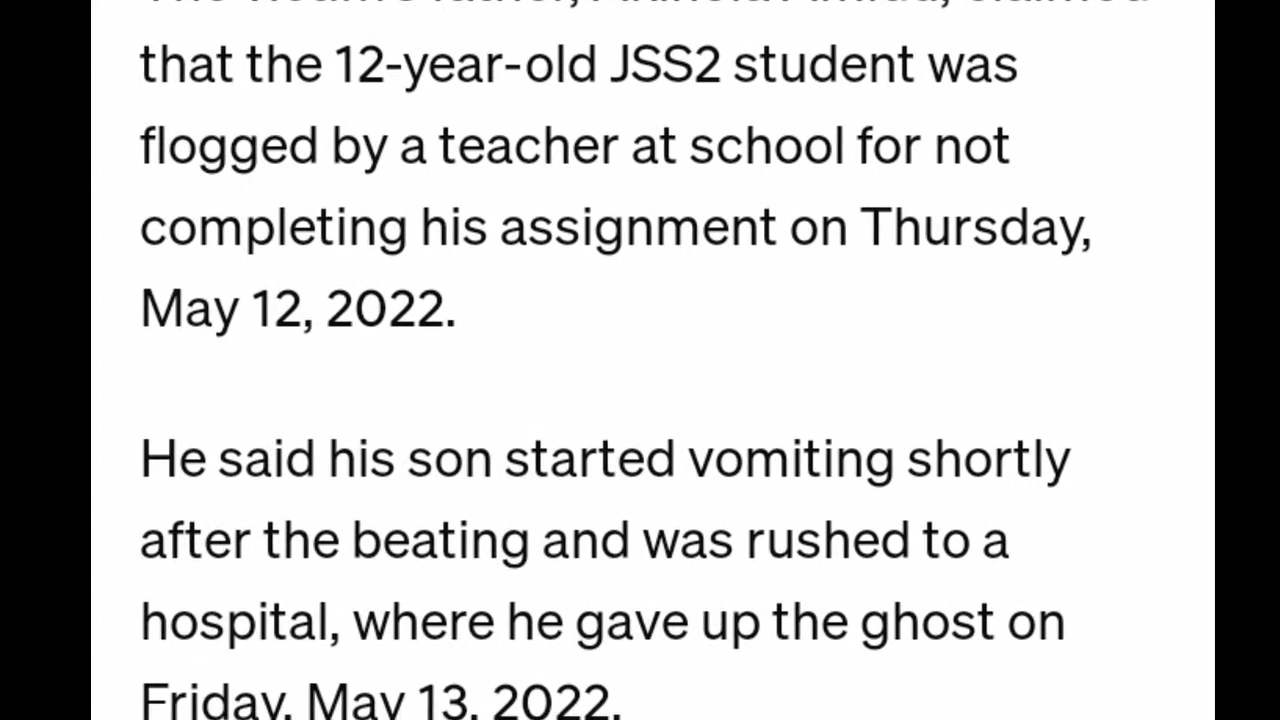 that the 12-year-old JSS2 student was
flogged by a teacher at school for not
completing his assignment on Thursday,
May 12, 2022.
He said his son started vomiting shortly
after the beating and was rushed to a
hospital, where he gave up the ghost on
Friday, May 13, 2022.